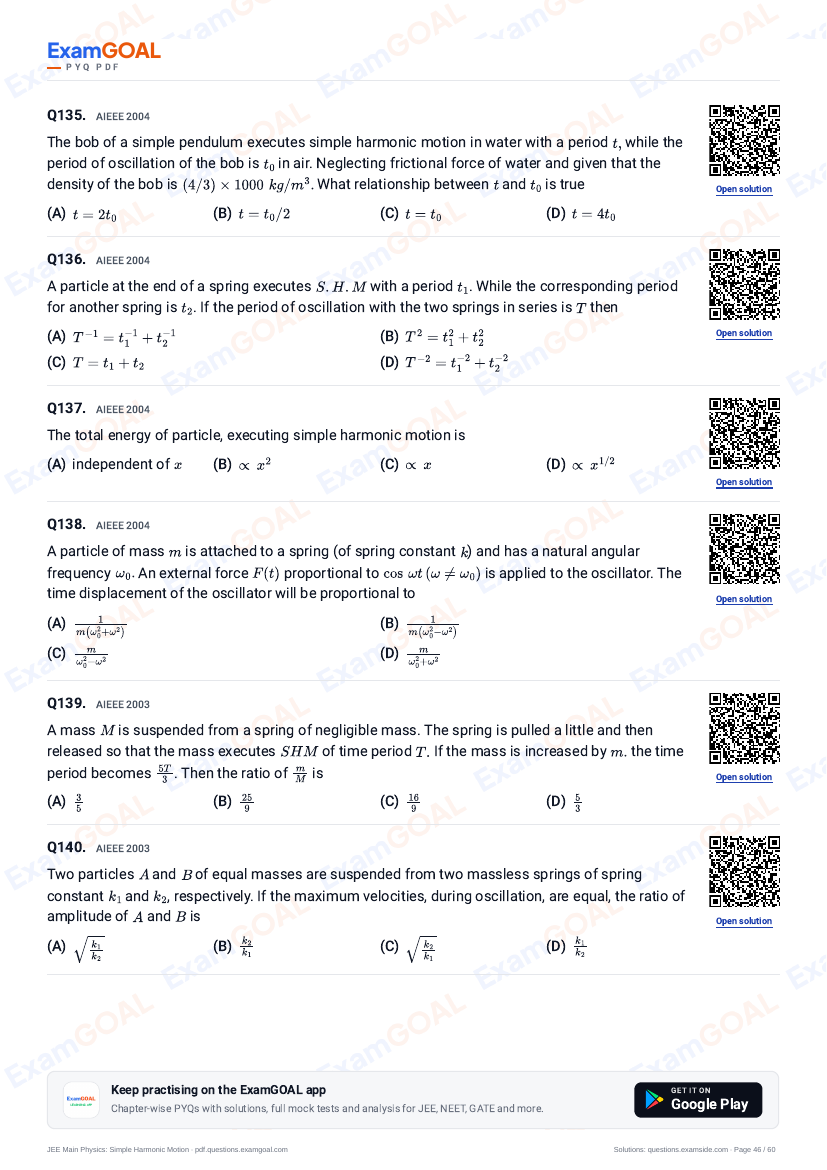 ExamGOAL
PYQ PDF
Q135. AIEEE 2004
The bob of a simple pendulum executes simple harmonic motion in water with a period t, while the
period of oscillation of the bob is t₀ in air. Neglecting frictional force of water and given that the
density of the bob is (4/3) × 1000 kg/m³. What relationship between t and t₀ is true
(A) t = 2t₀ (B) t = t₀/2 (C) t = t₀ (D) t = 4t₀
Open solution
Q136. AIEEE 2004
A particle at the end of a spring executes S.H.M with a period t₁. While the corresponding period
for another spring is t₂. If the period of oscillation with the two springs in series is T then
(A) T⁻¹ = t₁⁻¹ + t₂⁻¹ (B) T² = t₁² + t₂²
(C) T = t₁ + t₂ (D) T⁻² = t₁⁻² + t₂⁻²
Open solution
Q137. AIEEE 2004
The total energy of particle, executing simple harmonic motion is
(A) independent of x (B) ∝ x² (C) ∝ x (D) ∝ x^{1/2}
Open solution
Q138. AIEEE 2004
A particle of mass m is attached to a spring (of spring constant k) and has a natural angular
frequency ω₀. An external force F(t) proportional to cos ωt (ω ≠ ω₀) is applied to the oscillator. The
time displacement of the oscillator will be proportional to
(A) 1/(m(ω₀²+ω²)) (B) 1/(m(ω₀²−ω²))
(C) m/(ω₀²−ω²) (D) m/(ω₀²+ω²)
Open solution
Q139. AIEEE 2003
A mass M is suspended from a spring of negligible mass. The spring is pulled a little and then
released so that the mass executes SHM of time period T. If the mass is increased by m. the time
period becomes 5T/3. Then the ratio of m/M is
(A) 3/5 (B) 25/9 (C) 16/9 (D) 5/3
Open solution
Q140. AIEEE 2003
Two particles A and B of equal masses are suspended from two massless springs of spring
constant k₁ and k₂, respectively. If the maximum velocities, during oscillation, are equal, the ratio of
amplitude of A and B is
(A) √(k₁/k₂) (B) k₂/k₁ (C) √(k₂/k₁) (D) k₁/k₂
Open solution
ExamGOAL
Keep practising on the ExamGOAL app
Chapter-wise PYQs with solutions, full mock tests and analysis for JEE, NEET, GATE and more.
GET IT ON
Google Play
JEE Main Physics: Simple Harmonic Motion · pdf.questions.examgoal.com
Solutions: questions.examside.com · Page 46 / 60